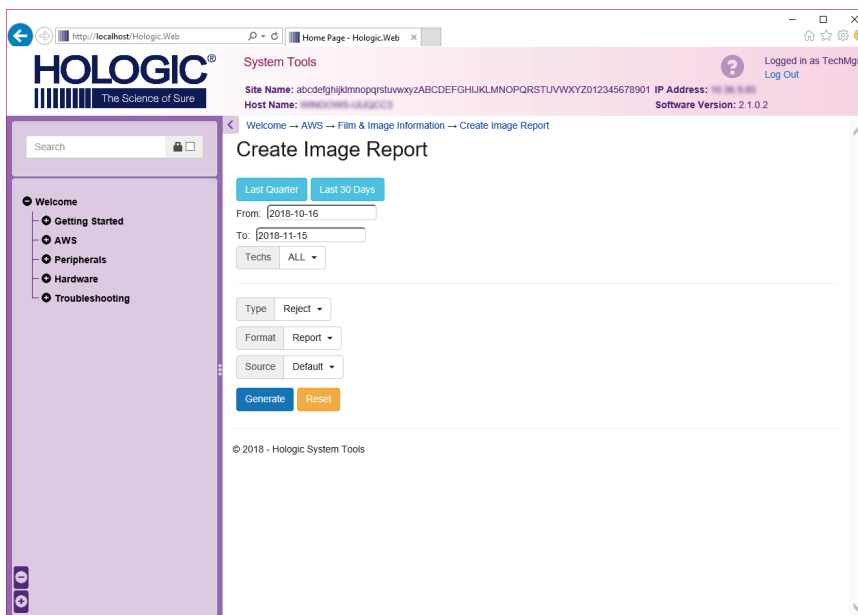 http://localhost/Hologic.Web
Home Page - Hologic.Web
HOLOGIC®
The Science of Sure
System Tools
Logged in as TechMgr
Log Out
Site Name: abcdefghijklmnopqrstuvwxyzABCDEFGHIJKLMNOPQRSTUVWXYZ012345678901 IP Address:
Host Name:
Software Version: 2.1.0.2
Welcome → AWS → Film & Image Information → Create Image Report
Search
Create Image Report
Last Quarter Last 30 Days
From: 2018-10-16
To: 2018-11-15
Techs ALL
Welcome
Getting Started
AWS
Peripherals
Hardware
Troubleshooting
Type Reject
Format Report
Source Default
Generate Reset
© 2018 - Hologic System Tools